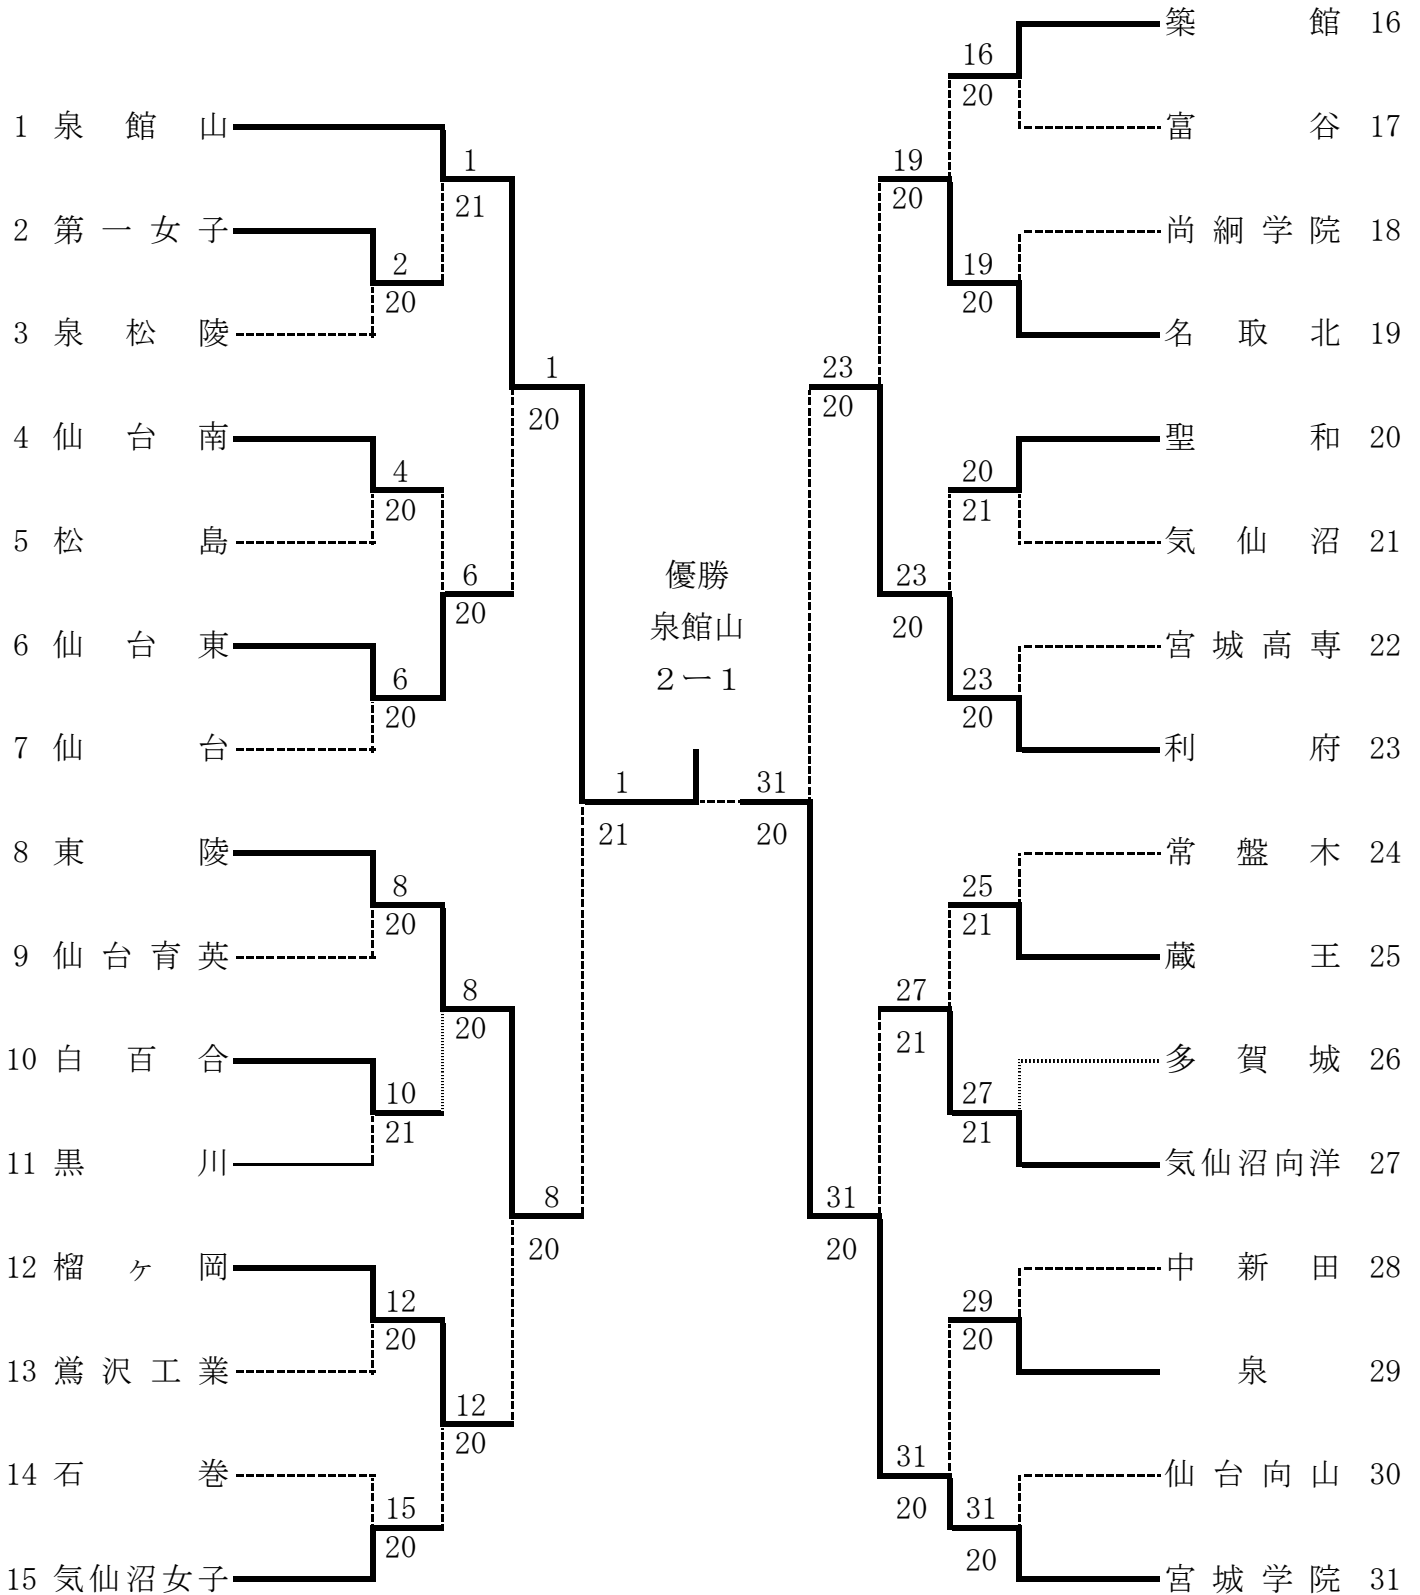 1 泉館山
2 第一女子
3 泉松陵
4 仙台南
5 松島
6 仙台東
7 仙台
8 東陵
9 仙台育英
10 白百合
11 黒川
12 榴ヶ岡
13 鴬沢工業
14 石巻
15 気仙沼女子
2
20
4
20
6
20
8
20
10
21
12
20
15
20
1
21
6
20
8
20
12
20
1
20
8
20
1
21
優勝
泉館山
2-1
31
20
23
20
31
20
19
20
23
20
27
21
31
20
16
20
19
20
20
21
23
20
25
21
27
21
29
20
31
20
築館 16
富谷 17
尚絅学院 18
名取北 19
聖和 20
気仙沼 21
宮城高専 22
利府 23
常盤木 24
蔵王 25
多賀城 26
気仙沼向洋 27
中新田 28
泉 29
仙台向山 30
宮城学院 31